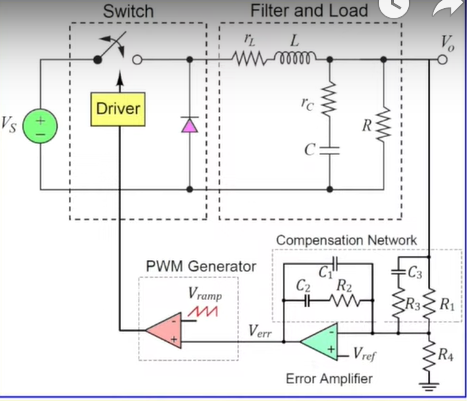 Switch
Filter and Load
r_L
L
V_o
V_S
+
−
Driver
r_C
C
R
Compensation Network
C_1
C_2
R_2
C_3
R_3
R_1
PWM Generator
V_ramp
-
+
V_err
-
+
V_ref
R_4
Error Amplifier